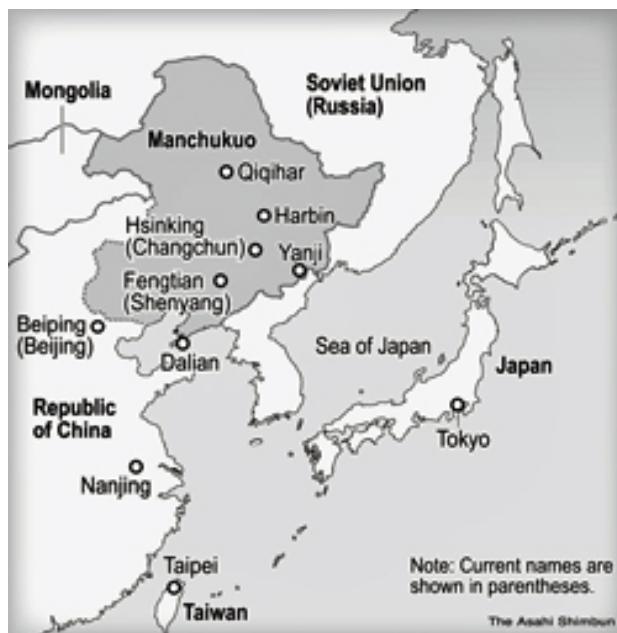 Soviet Union
(Russia)
Mongolia
Manchukuo
Qiqihar
Harbin
Hsinking
(Changchun)
Yanji
Fengtian
(Shenyang)
Beiping
(Beijing)
Dalian
Sea of Japan
Japan
Republic
of China
Tokyo
Nanjing
Taipei
Taiwan
Note: Current names are
shown in parentheses.
The Asahi Shimbun